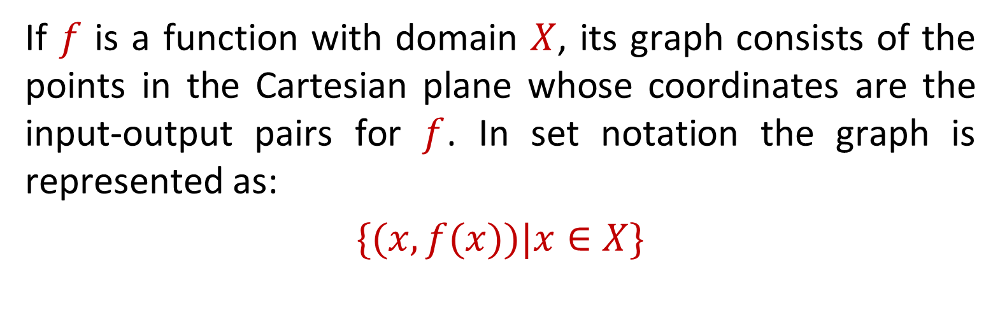 If f is a function with domain X, its graph consists of the
points in the Cartesian plane whose coordinates are the
input-output pairs for f. In set notation the graph is
represented as:
{(x, f(x))|x ∈ X}